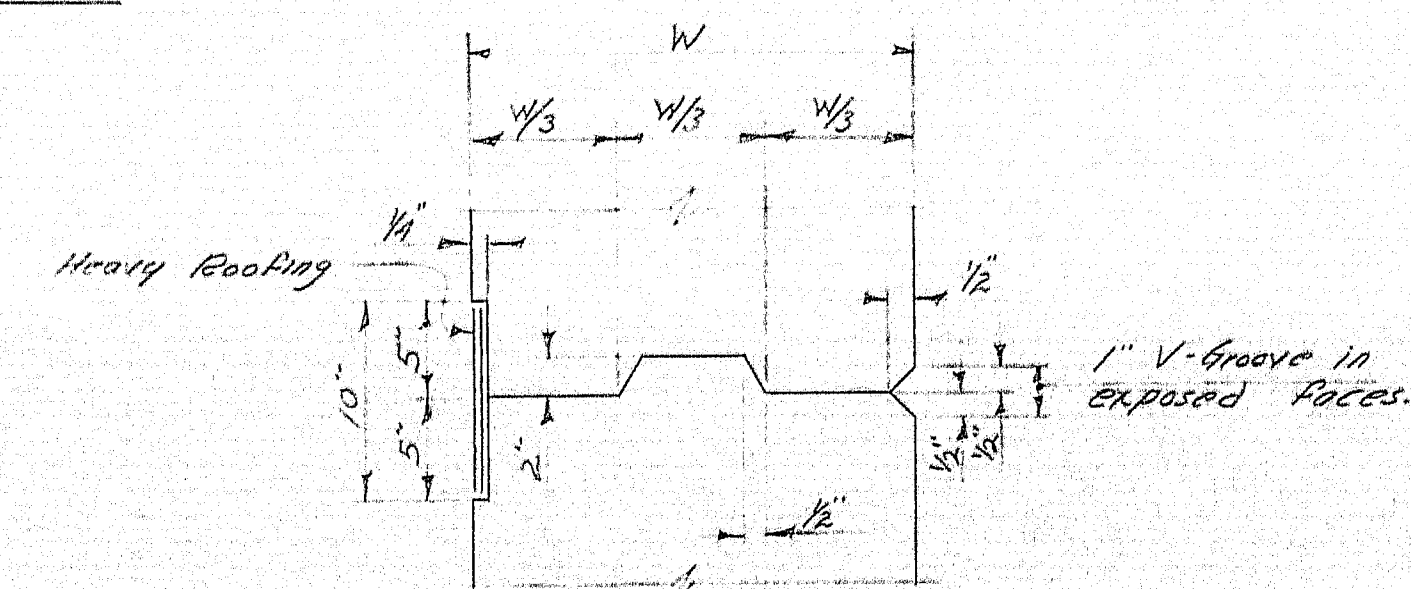 W
W/3 W/3 W/3
1/4"
Heavy Roofing
1/2"
10"
5"
5"
2"
1/2"
1/2"
1" V-Groove in
exposed faces.
1/2"